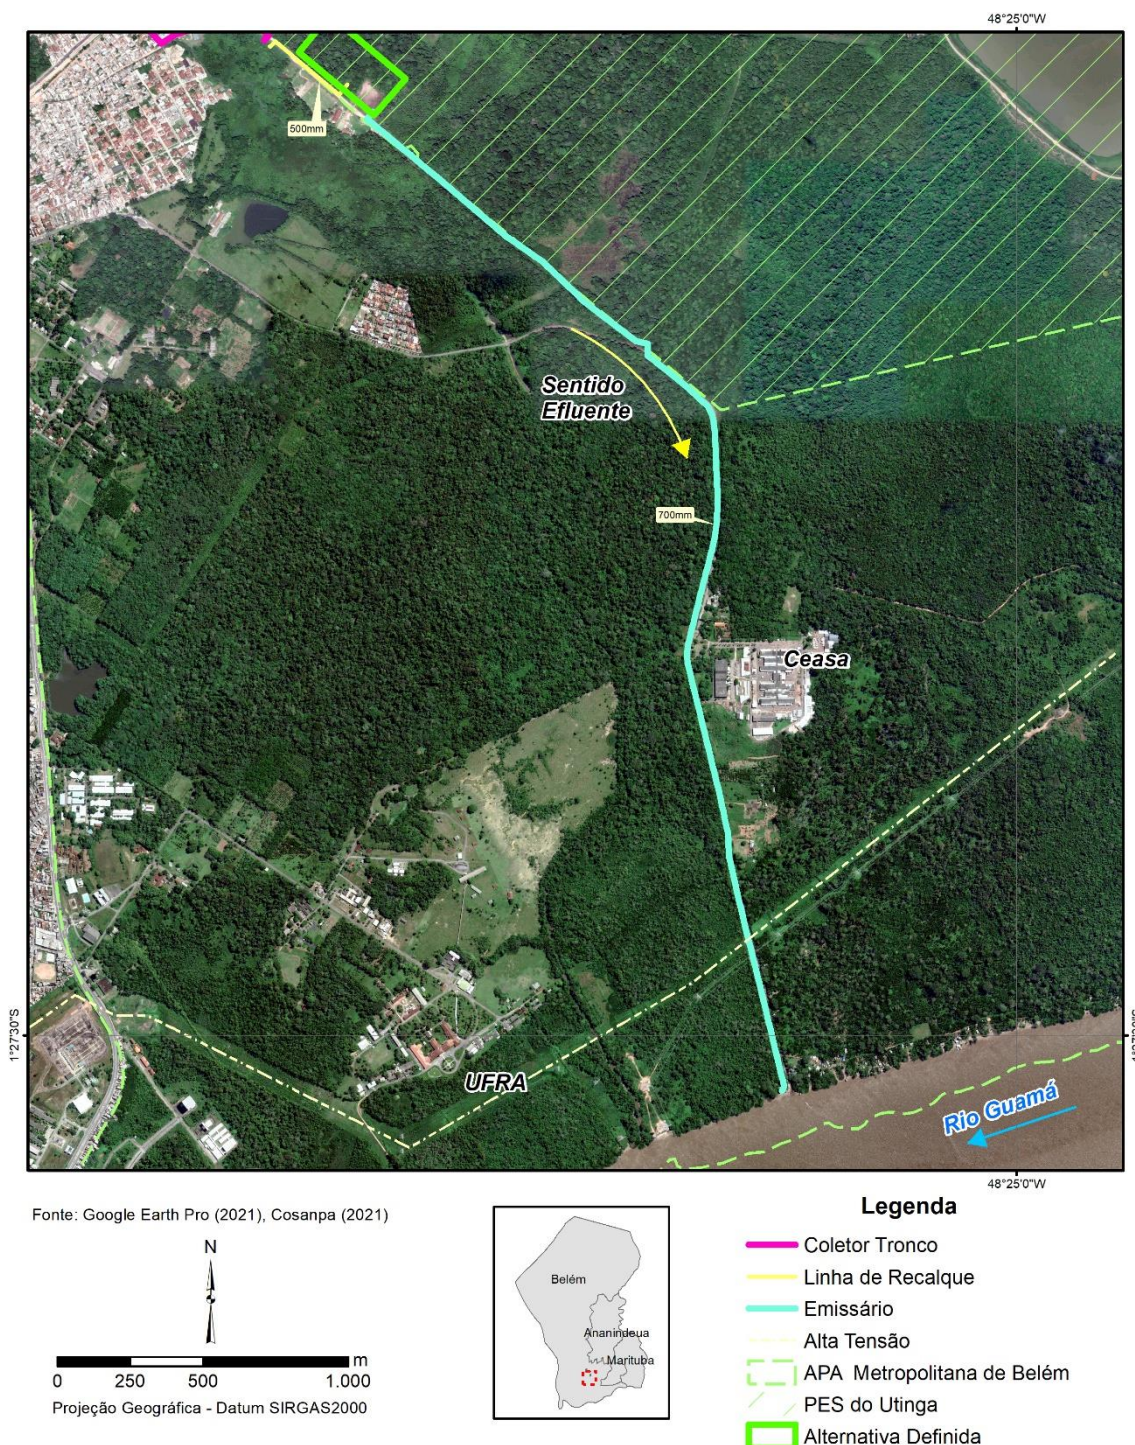 48°25'0"W
500mm
Sentido
Efluente
700mm
Ceasa
1°27'30"S
UFRA
Rio Guamá
48°25'0"W
Fonte: Google Earth Pro (2021), Cosanpa (2021)
N
m
0 250 500 1.000
Projeção Geográfica - Datum SIRGAS2000
Belém
Ananindeua
Marituba
Legenda
Coletor Tronco
Linha de Recalque
Emissário
Alta Tensão
APA Metropolitana de Belém
PES do Utinga
Alternativa Definida